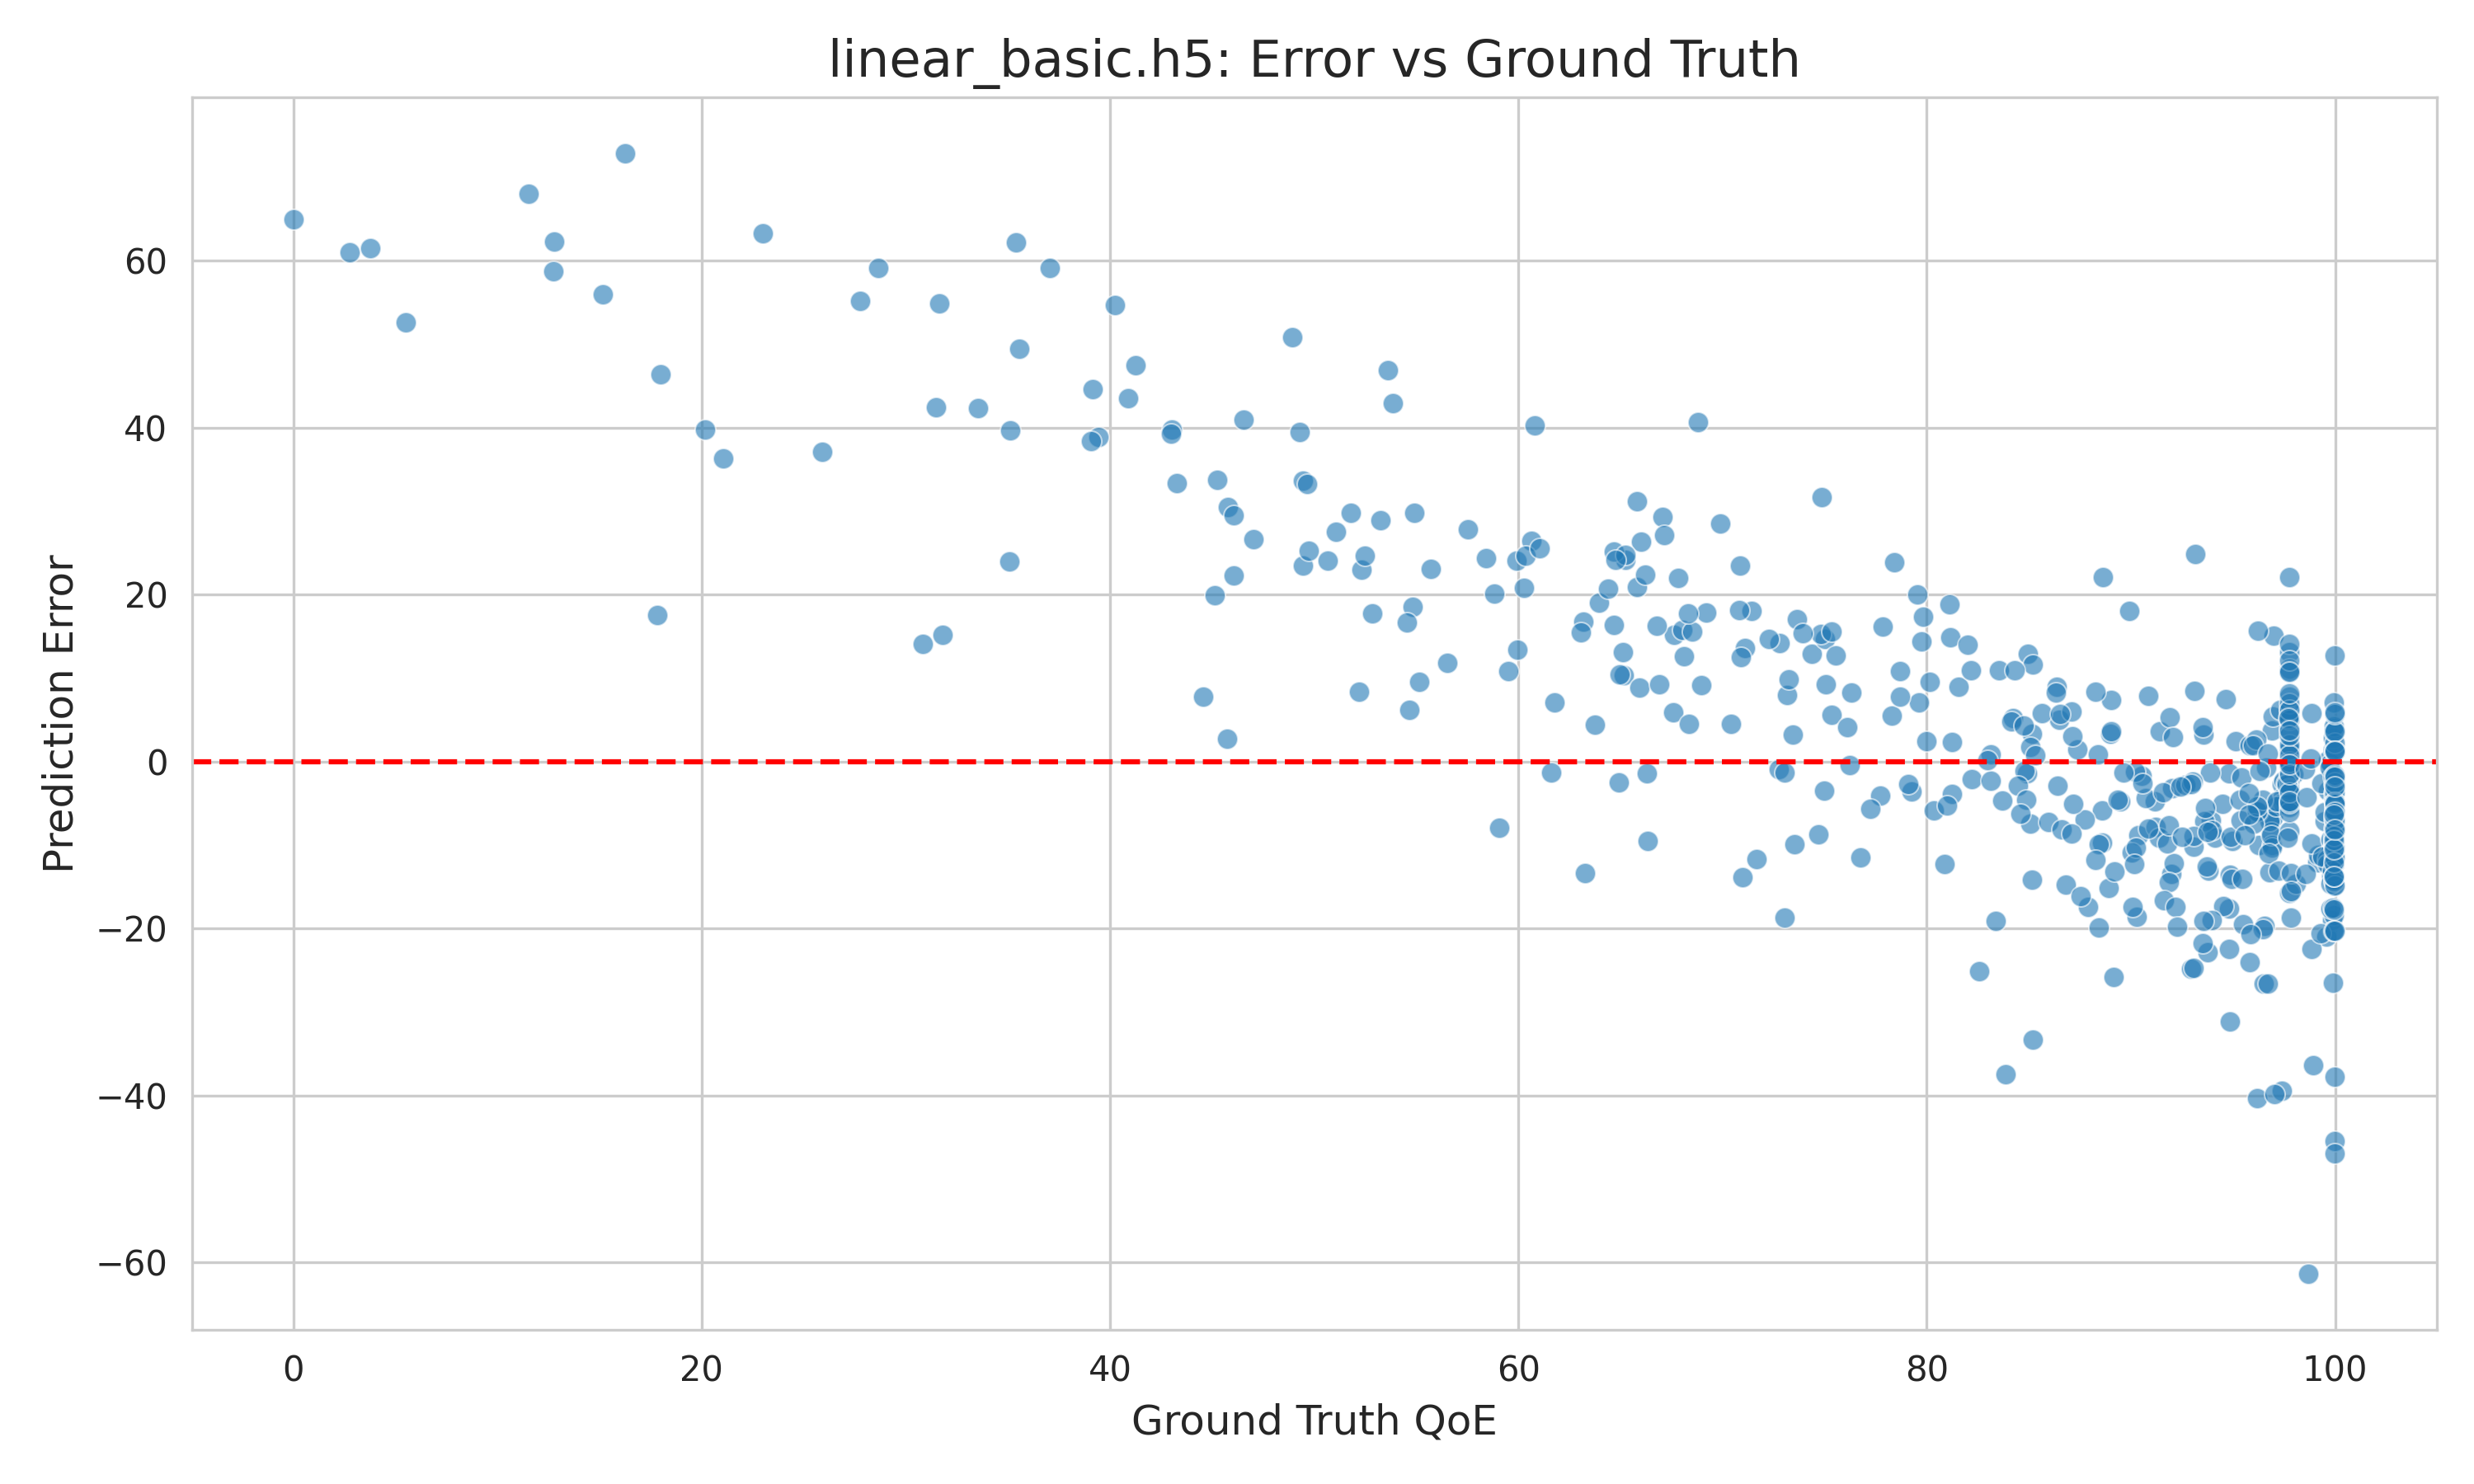 linear_basic.h5: Error vs Ground Truth
Prediction Error
60
40
20
0
−20
−40
−60
0 20 40 60 80 100
Ground Truth QoE